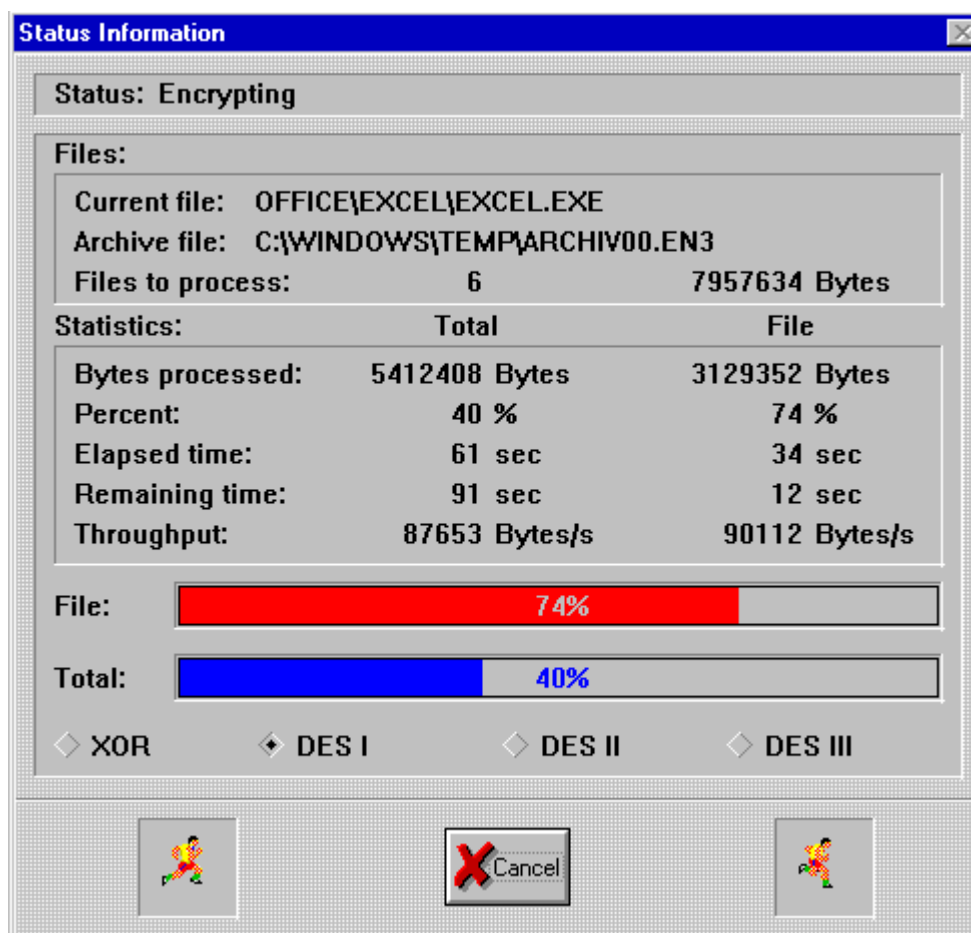 Status Information
Status: Encrypting
Files:
Current file: OFFICE\EXCEL\EXCEL.EXE
Archive file: C:\WINDOWS\TEMP\ARCHIV00.EN3
Files to process: 6 7957634 Bytes
Statistics: Total File
Bytes processed: 5412408 Bytes 3129352 Bytes
Percent: 40 % 74 %
Elapsed time: 61 sec 34 sec
Remaining time: 91 sec 12 sec
Throughput: 87653 Bytes/s 90112 Bytes/s
File: 74%
Total: 40%
XOR DES I DES II DES III
Cancel